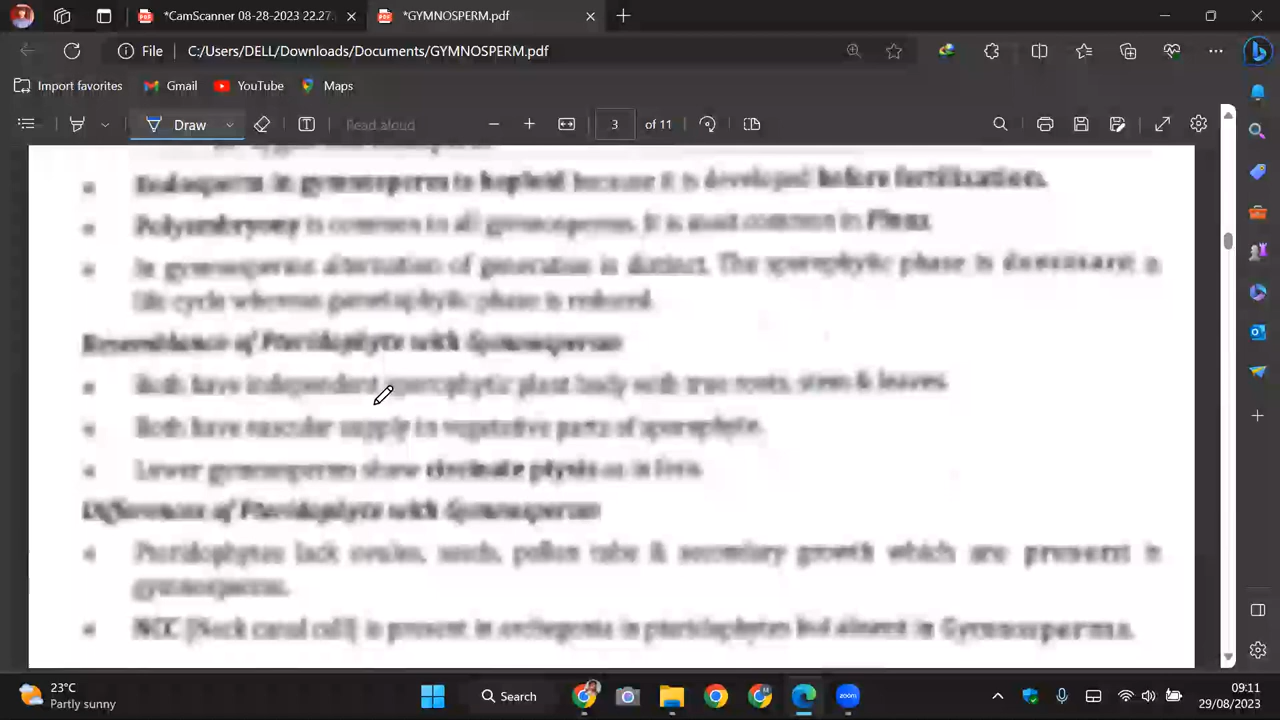 *CamScanner 08-28-2023 22.27:
*GYMNOSPERM.pdf
File
C:/Users/DELL/Downloads/Documents/GYMNOSPERM.pdf
Import favorites
Gmail
YouTube
Maps
Draw
Read aloud
3
of 11
Endosperm in gymnosperm is haploid because it is developed before fertilization.
Polyembryony is common in all gymnosperms. It is most common in Pinus.
In gymnosperms alternation of generation is distinct. The sporophytic phase is dominant
life cycle whereas gametophytic phase is reduced.
Resemblance of Pteridophyte with Gymnosperms
Both have independent sporophytic plant body with true roots, stem & leaves.
Both have vascular supply in vegetative parts of sporophyte.
Lower gymnosperms show circinate ptyxis as in fern.
Differences of Pteridophyte with Gymnosperms
Pteridophytes lack ovules, seeds, pollen tube & secondary growth which are present
gymnosperms.
NCC (Neck canal cell) is present in archegonia in pteridophytes but absent in Gymnosperms.
23°C
Partly sunny
Search
zoom
09:11
29/08/2023